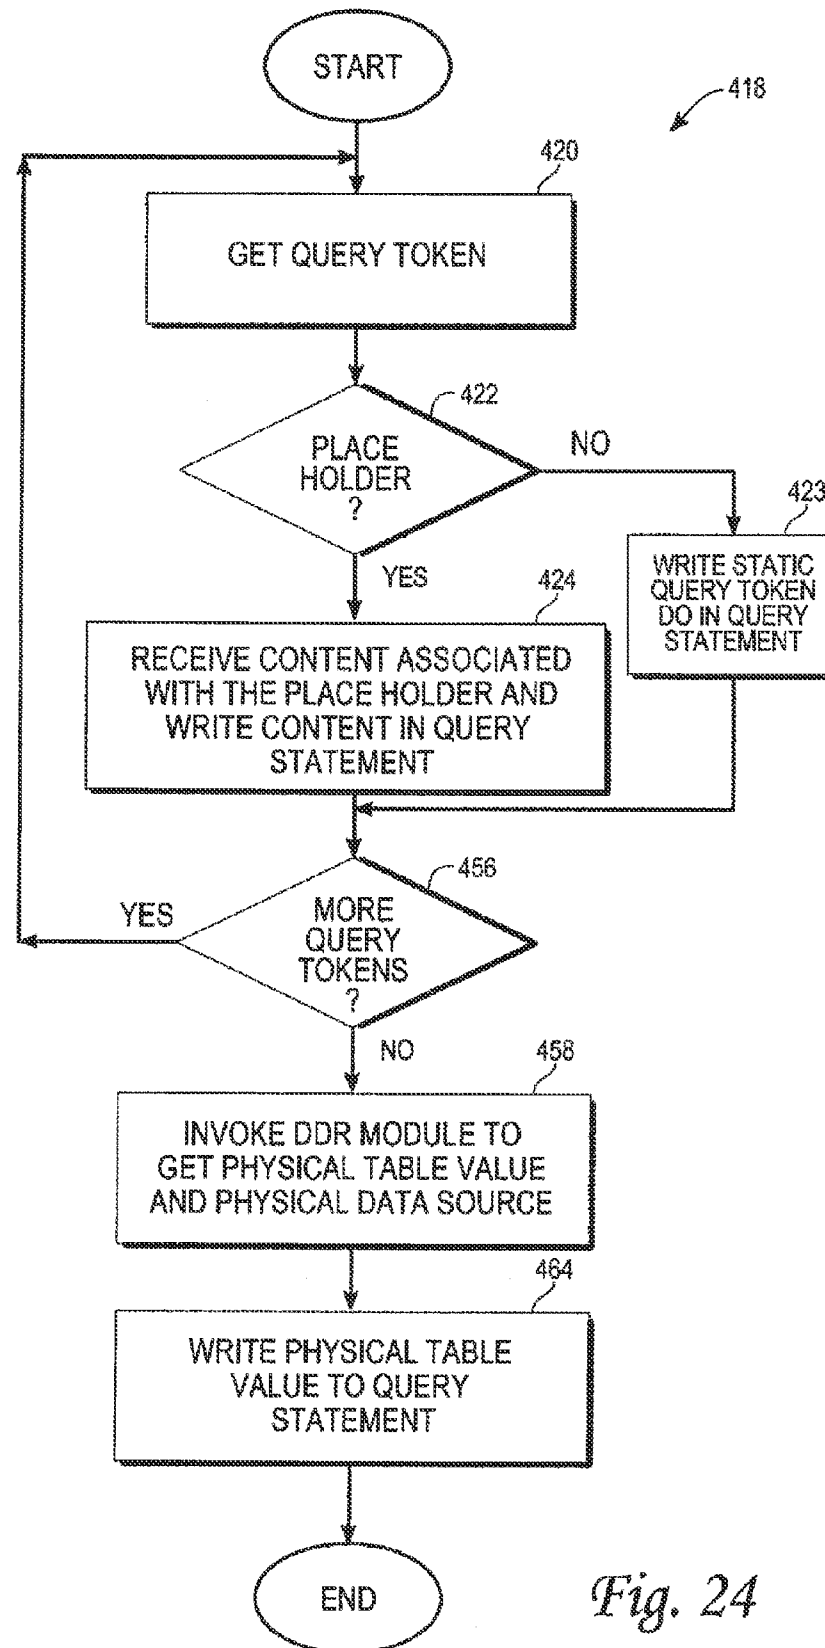 START
418
420
GET QUERY TOKEN
422
PLACE
HOLDER
?
NO
YES
423
WRITE STATIC
QUERY TOKEN
DO IN QUERY
STATEMENT
424
RECEIVE CONTENT ASSOCIATED
WITH THE PLACE HOLDER AND
WRITE CONTENT IN QUERY
STATEMENT
456
YES
MORE
QUERY
TOKENS
?
NO
458
INVOKE DDR MODULE TO
GET PHYSICAL TABLE VALUE
AND PHYSICAL DATA SOURCE
464
WRITE PHYSICAL TABLE
VALUE TO QUERY
STATEMENT
END
Fig. 24